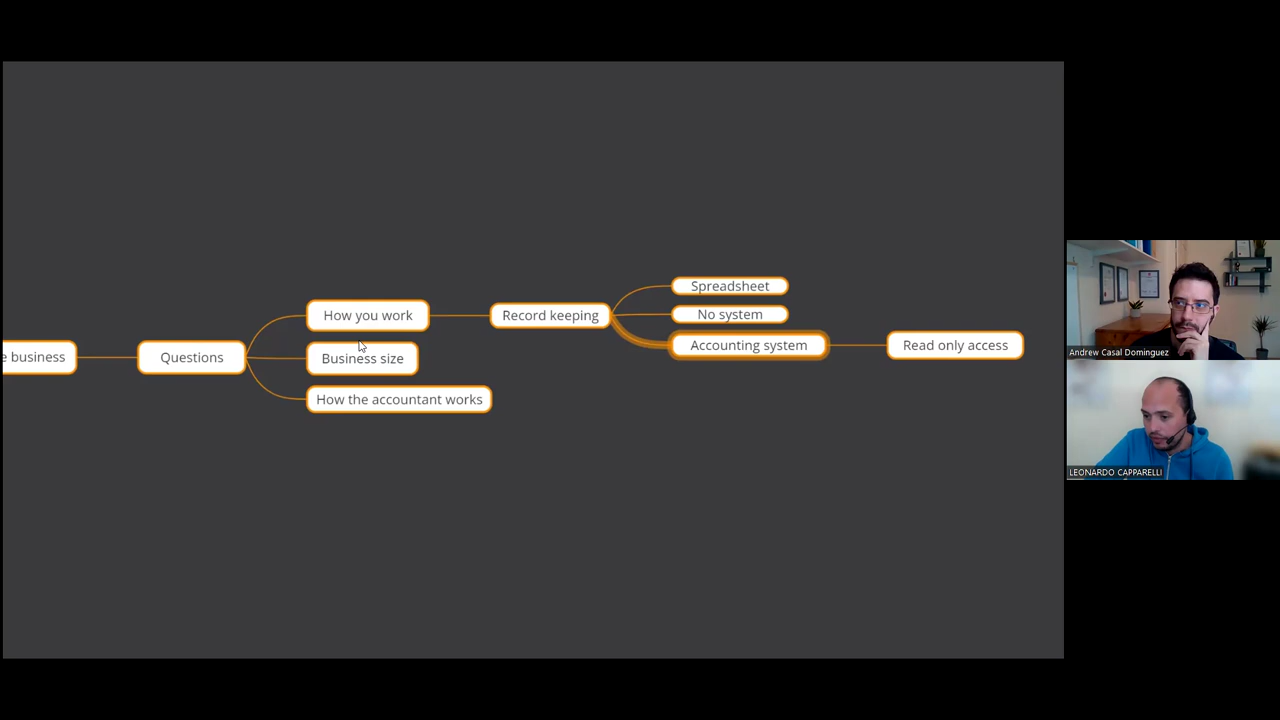 e business
Questions
How you work
Business size
How the accountant works
Record keeping
Spreadsheet
No system
Accounting system
Read only access
Andrew Casal Dominguez
LEONARDO CAPPARELLI